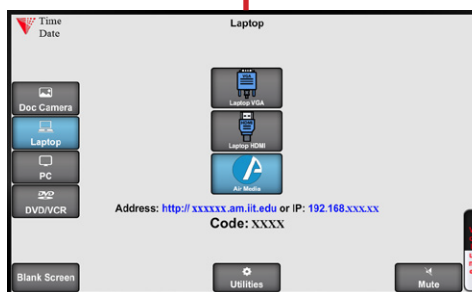 Time
Date
Laptop
Doc Camera
Laptop
PC
DVD/VCR
Laptop VGA
Laptop HDMI
Air Media
Address: http://xxxxxx.am.iit.edu or IP: 192.168.xxx.xx
Code: XXXX
Blank Screen
Utilities
Mute